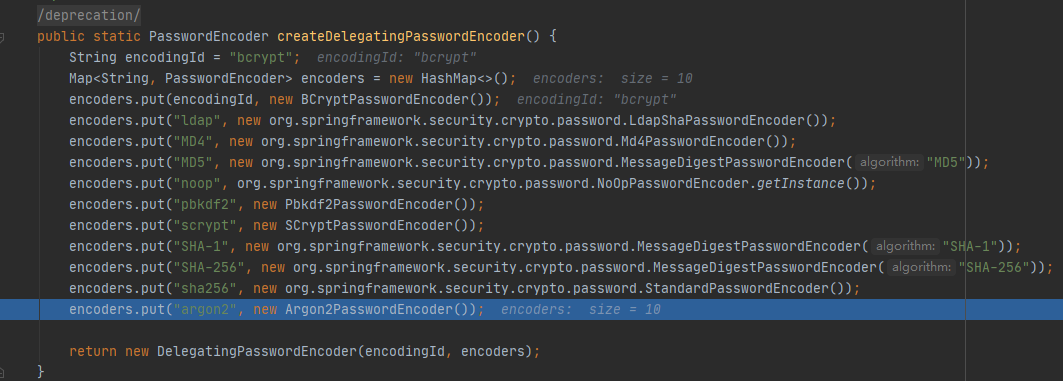 /deprecation/
public static PasswordEncoder createDelegatingPasswordEncoder() {
String encodingId = "bcrypt"; encodingId: "bcrypt"
Map<String, PasswordEncoder> encoders = new HashMap<>(); encoders: size = 10
encoders.put(encodingId, new BCryptPasswordEncoder()); encodingId: "bcrypt"
encoders.put("ldap", new org.springframework.security.crypto.password.LdapShaPasswordEncoder());
encoders.put("MD4", new org.springframework.security.crypto.password.Md4PasswordEncoder());
encoders.put("MD5", new org.springframework.security.crypto.password.MessageDigestPasswordEncoder( algorithm: "MD5"));
encoders.put("noop", org.springframework.security.crypto.password.NoOpPasswordEncoder.getInstance());
encoders.put("pbkdf2", new Pbkdf2PasswordEncoder());
encoders.put("scrypt", new SCryptPasswordEncoder());
encoders.put("SHA-1", new org.springframework.security.crypto.password.MessageDigestPasswordEncoder( algorithm: "SHA-1"));
encoders.put("SHA-256", new org.springframework.security.crypto.password.MessageDigestPasswordEncoder( algorithm: "SHA-256"));
encoders.put("sha256", new org.springframework.security.crypto.password.StandardPasswordEncoder());
encoders.put("argon2", new Argon2PasswordEncoder()); encoders: size = 10
return new DelegatingPasswordEncoder(encodingId, encoders);
}